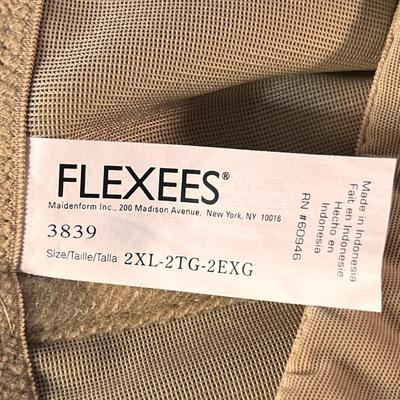 FLEXEES®
Maidenform Inc., 200 Madison Avenue, New York, NY 10016
3839
Size/Taille/Talla: 2XL-2TG-2EXG
Made in Indonesia
Fait en Indonésie
Hecho en
Indonesia
RN #60946